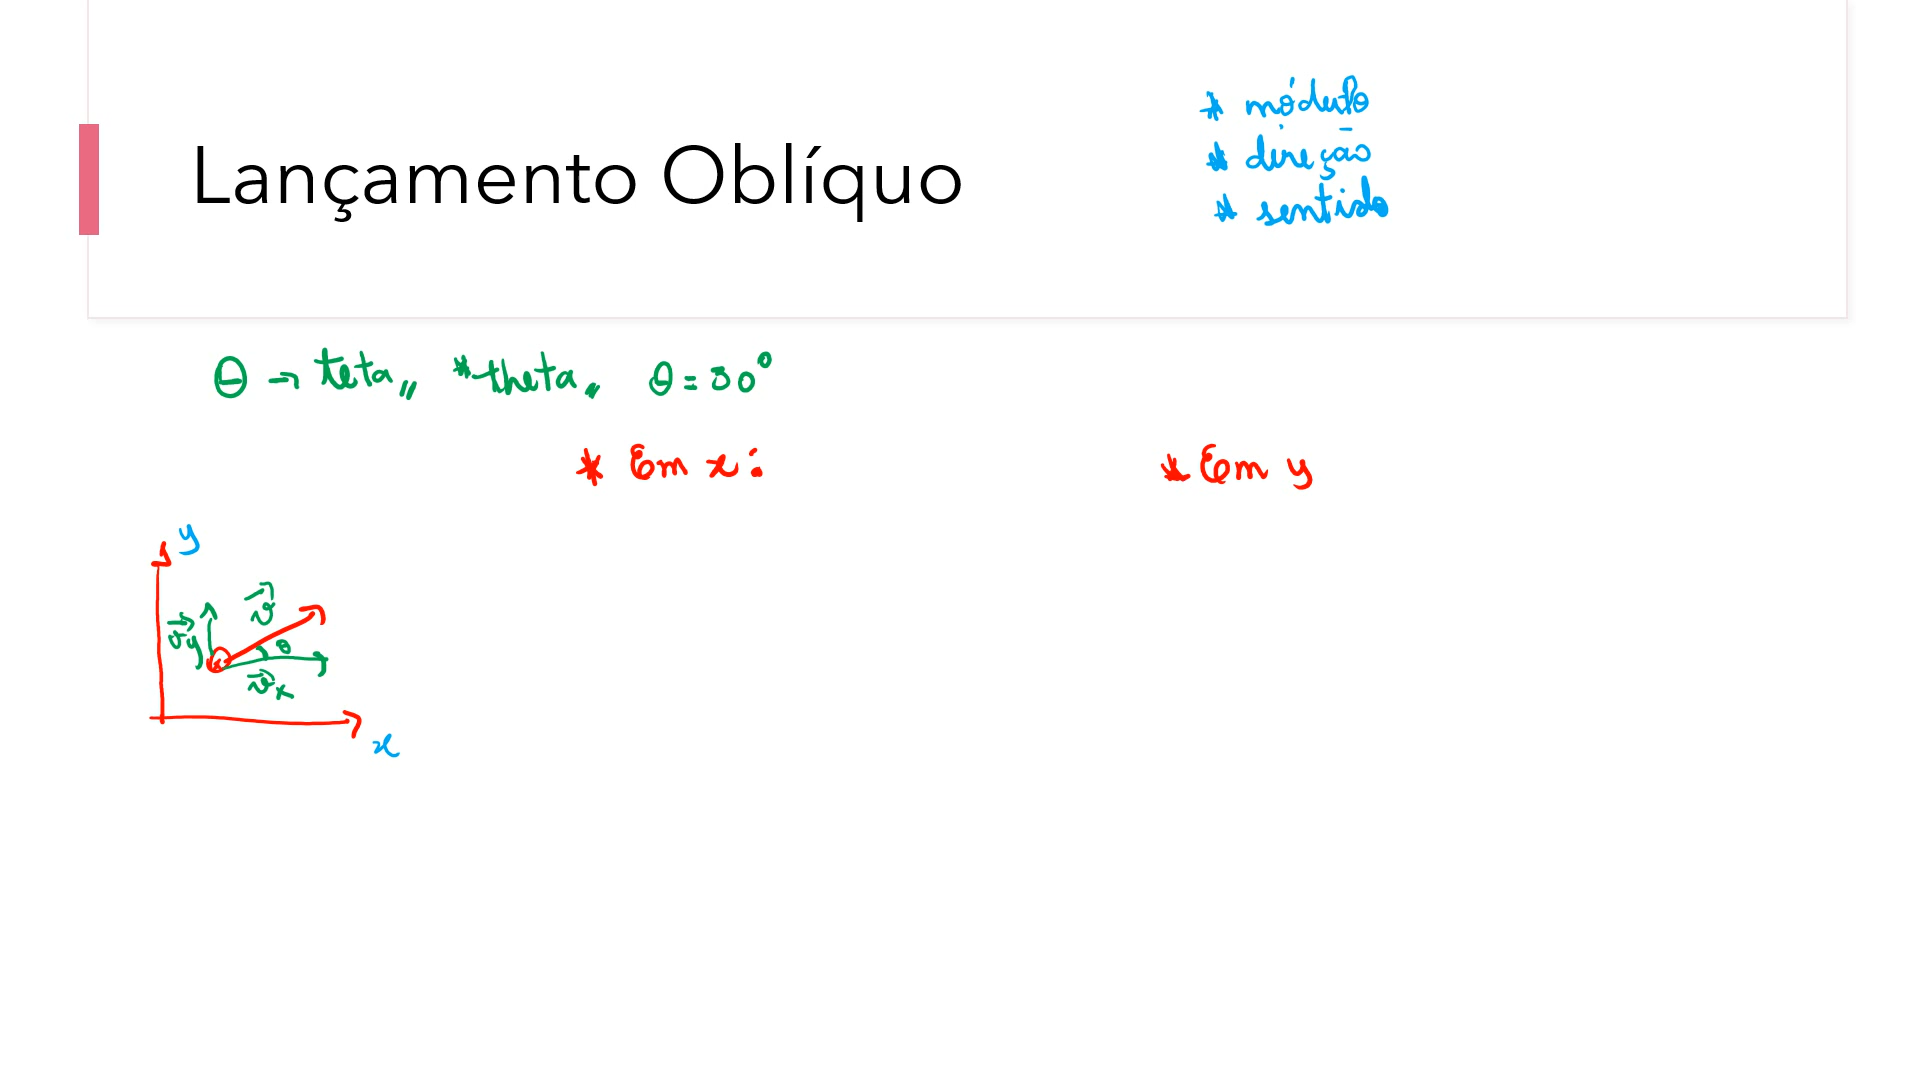 Lançamento Oblíquo
* módulo
* direção
* sentido
θ → teta,, *theta,, θ = 30°
* Em x:
* Em y
y
v⃗
v⃗y
θ
v⃗x
x